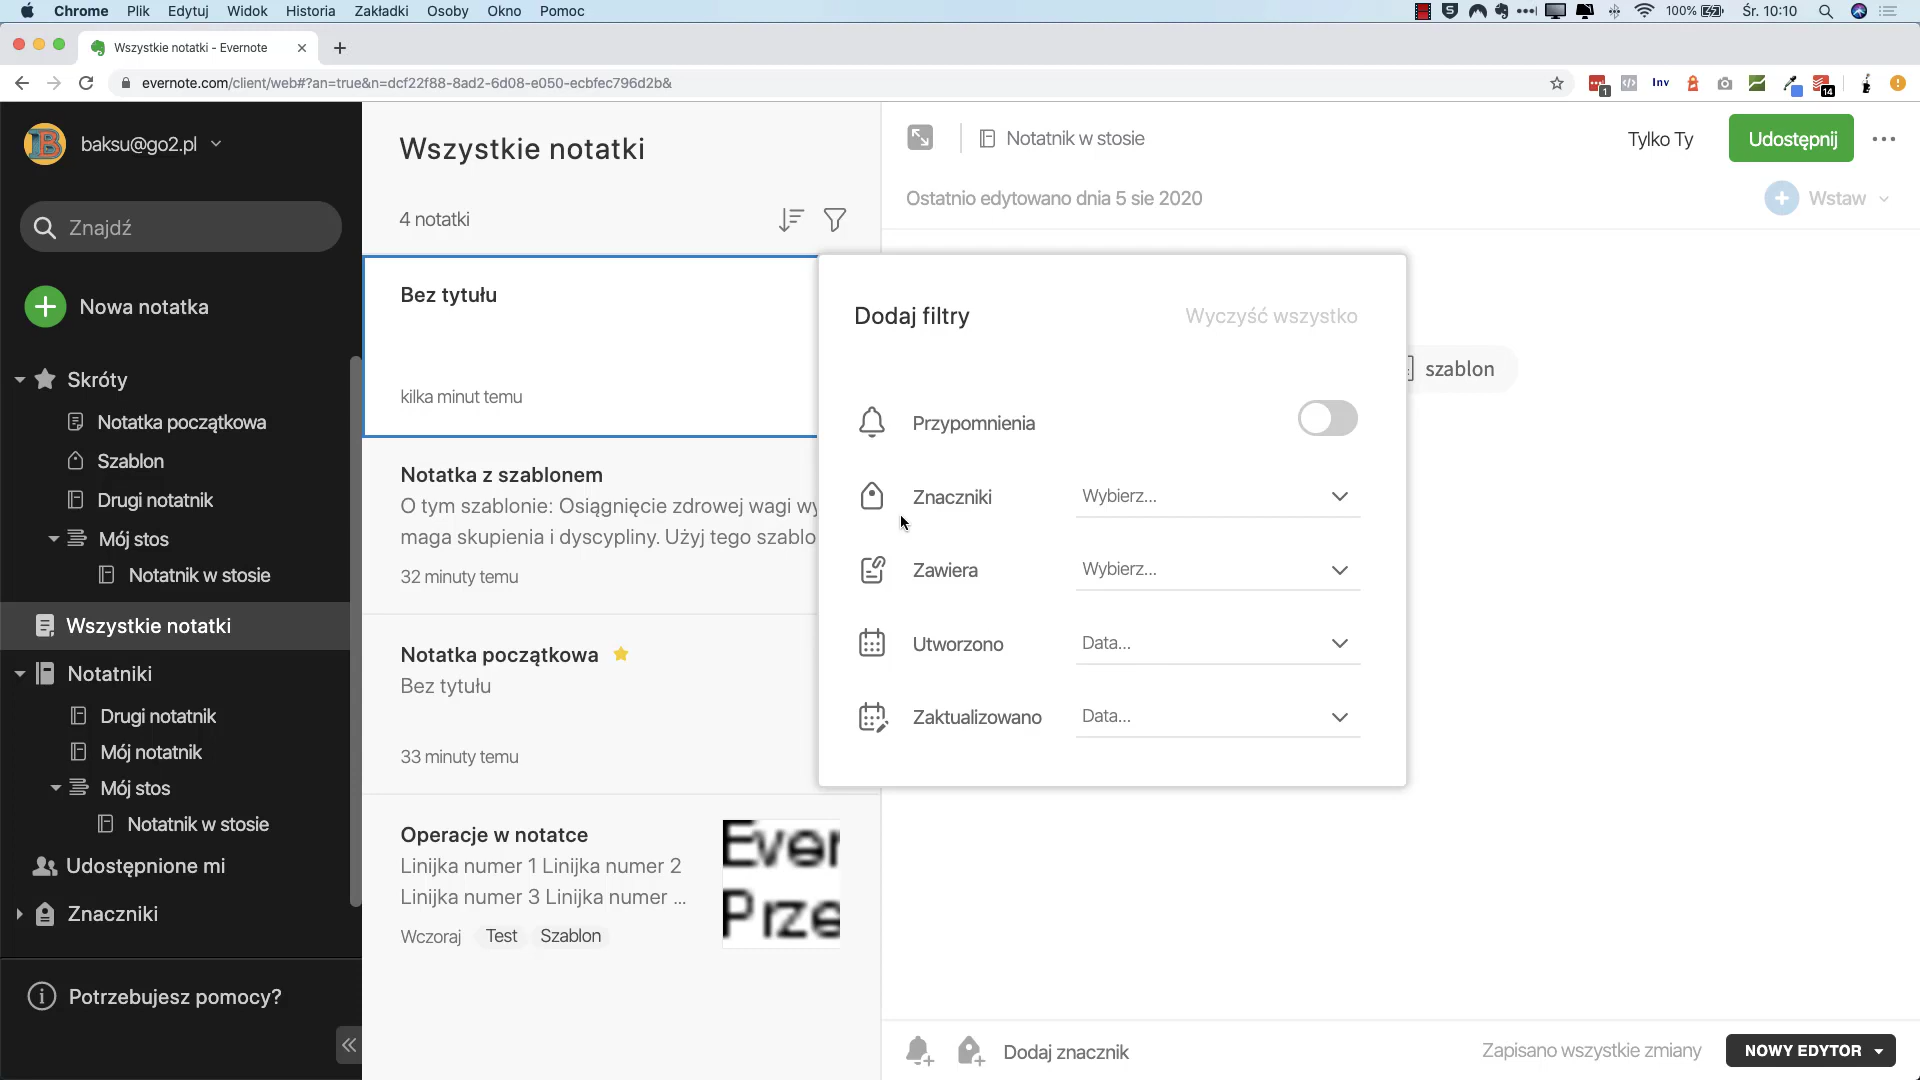 Chrome Plik Edytuj Widok Historia Zakładki Osoby Okno Pomoc
100% Śr. 10:10
Wszystkie notatki - Evernote
evernote.com/client/web#?an=true&n=dcf22f88-8ad2-6d08-e050-ecbfec796d2b&
1
Inv
14
baksu@go2.pl
Znajdź
Nowa notatka
Skróty
Notatka początkowa
Szablon
Drugi notatnik
Mój stos
Notatnik w stosie
Wszystkie notatki
Notatniki
Drugi notatnik
Mój notatnik
Mój stos
Notatnik w stosie
Udostępnione mi
Znaczniki
Potrzebujesz pomocy?
Wszystkie notatki
4 notatki
Bez tytułu
kilka minut temu
Notatka z szablonem
O tym szablonie: Osiągnięcie zdrowej wagi wy
maga skupienia i dyscypliny. Użyj tego szablo
32 minuty temu
Notatka początkowa
Bez tytułu
33 minuty temu
Operacje w notatce
Linijka numer 1 Linijka numer 2
Linijka numer 3 Linijka numer ...
Wczoraj Test Szablon
Ever
Prze
Notatnik w stosie
Tylko Ty
Udostępnij
Ostatnio edytowano dnia 5 sie 2020
Wstaw
Dodaj filtry
Wyczyść wszystko
Przypomnienia
Znaczniki Wybierz...
Zawiera Wybierz...
Utworzono Data...
Zaktualizowano Data...
szablon
Dodaj znacznik
Zapisano wszystkie zmiany
NOWY EDYTOR